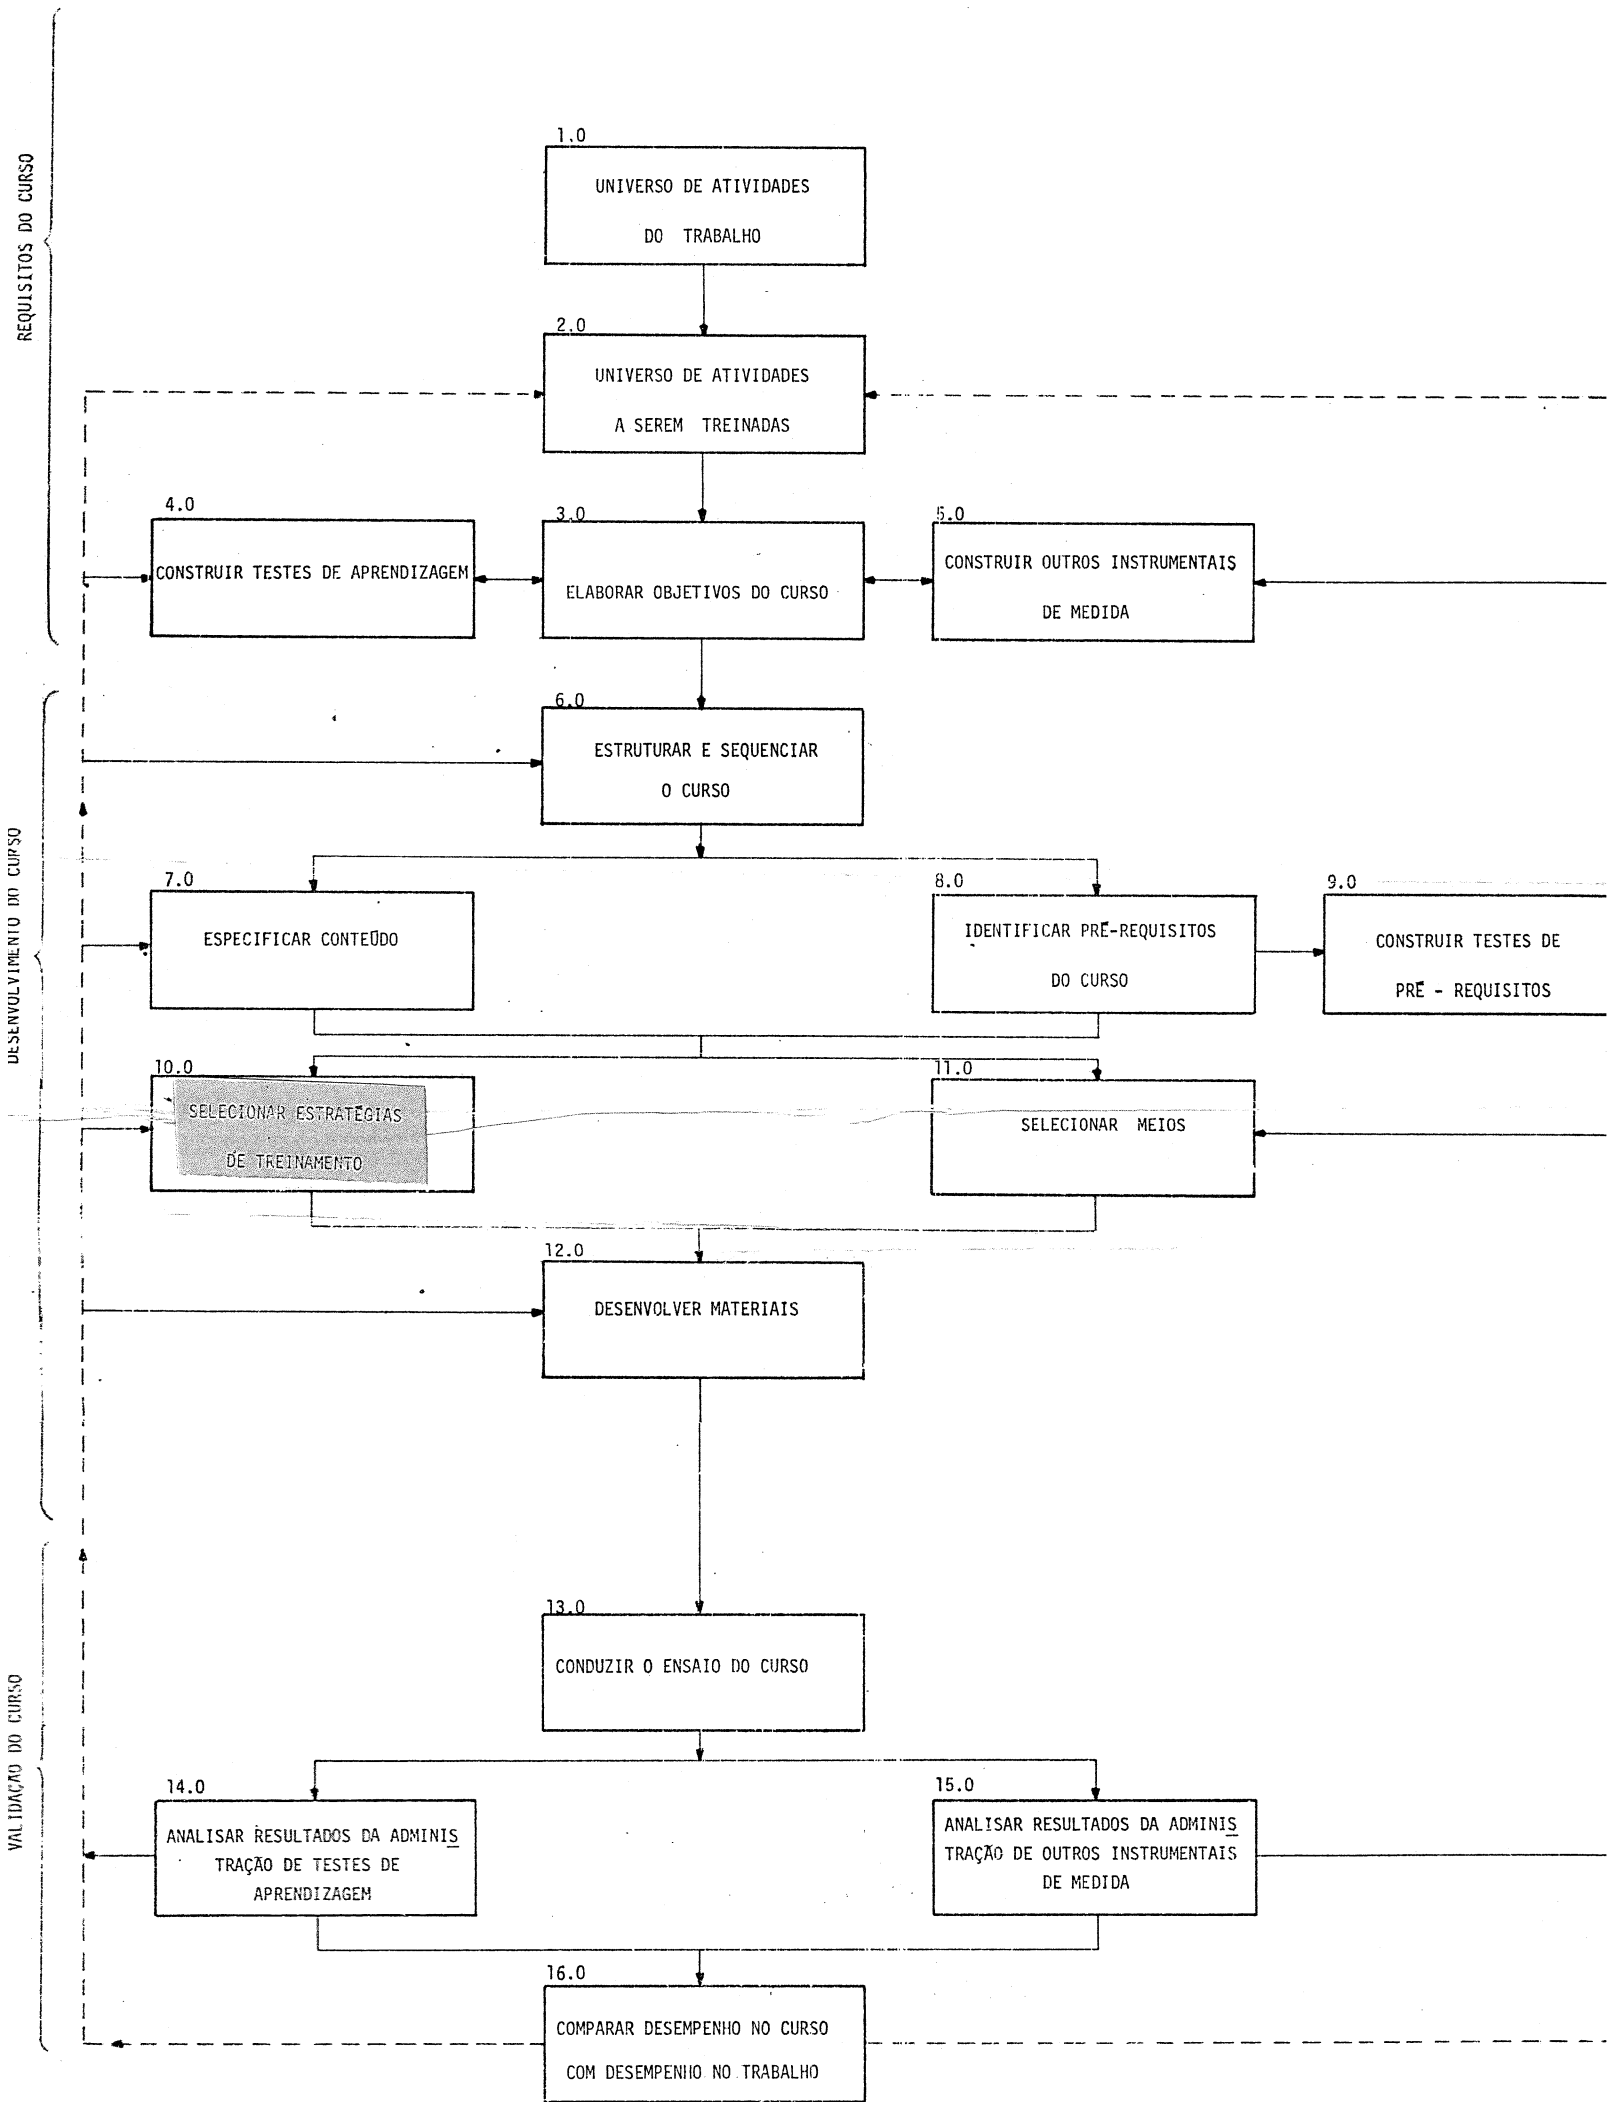 REQUISITOS DO CURSO
1.0
UNIVERSO DE ATIVIDADES
DO TRABALHO
2.0
UNIVERSO DE ATIVIDADES
A SEREM TREINADAS
4.0
CONSTRUIR TESTES DE APRENDIZAGEM
3.0
ELABORAR OBJETIVOS DO CURSO
5.0
CONSTRUIR OUTROS INSTRUMENTAIS
DE MEDIDA
DESENVOLVIMENTO DO CURSO
6.0
ESTRUTURAR E SEQUENCIAR
O CURSO
7.0
ESPECIFICAR CONTEÚDO
8.0
IDENTIFICAR PRÉ-REQUISITOS
DO CURSO
9.0
CONSTRUIR TESTES DE
PRÉ - REQUISITOS
10.0
SELECIONAR ESTRATÉGIAS
DE TREINAMENTO
11.0
SELECIONAR MEIOS
12.0
DESENVOLVER MATERIAIS
VALIDAÇÃO DO CURSO
13.0
CONDUZIR O ENSAIO DO CURSO
14.0
ANALISAR RESULTADOS DA ADMINIS
TRAÇÃO DE TESTES DE
APRENDIZAGEM
15.0
ANALISAR RESULTADOS DA ADMINIS
TRAÇÃO DE OUTROS INSTRUMENTAIS
DE MEDIDA
16.0
COMPARAR DESEMPENHO NO CURSO
COM DESEMPENHO NO TRABALHO